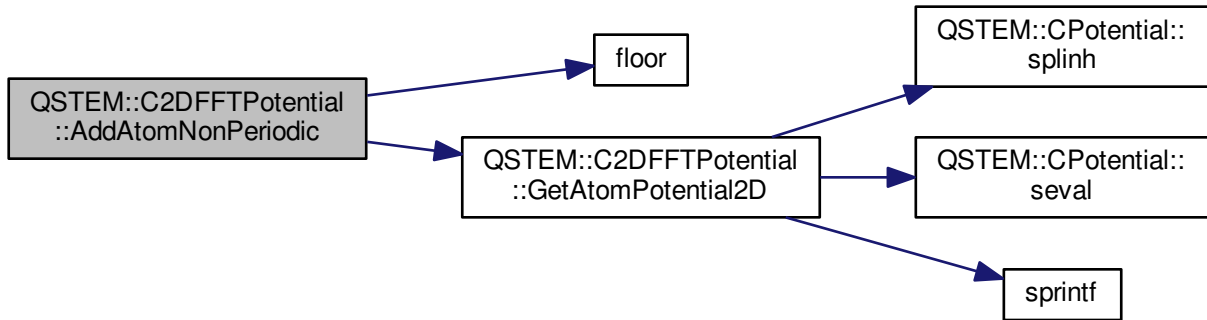 QSTEM::C2DFFTPotential
::AddAtomNonPeriodic
floor
QSTEM::C2DFFTPotential
::GetAtomPotential2D
QSTEM::CPotential::
splinh
QSTEM::CPotential::
seval
sprintf